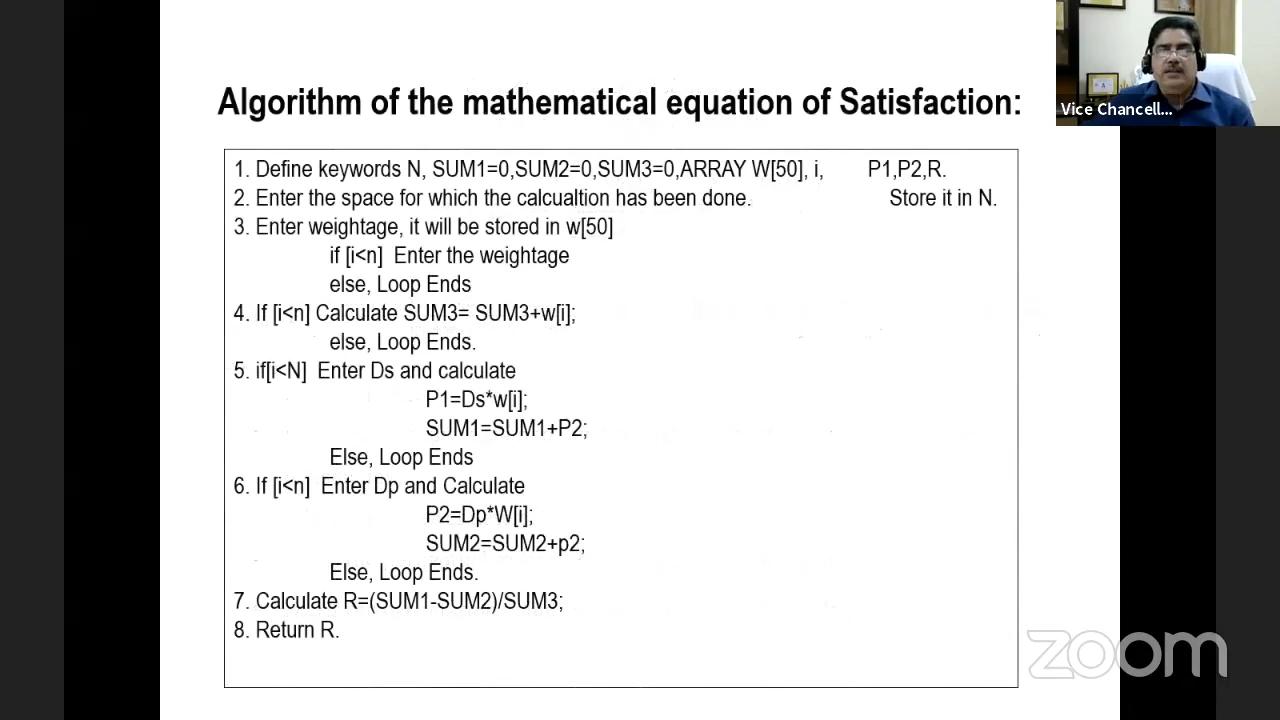 Algorithm of the mathematical equation of Satisfaction:
Vice Chancell...
1. Define keywords N, SUM1=0,SUM2=0,SUM3=0,ARRAY W[50], i, P1,P2,R.
2. Enter the space for which the calcualtion has been done. Store it in N.
3. Enter weightage, it will be stored in w[50]
if [i<n] Enter the weightage
else, Loop Ends
4. If [i<n] Calculate SUM3= SUM3+w[i];
else, Loop Ends.
5. if[i<N] Enter Ds and calculate
P1=Ds*w[i];
SUM1=SUM1+P2;
Else, Loop Ends
6. If [i<n] Enter Dp and Calculate
P2=Dp*W[i];
SUM2=SUM2+p2;
Else, Loop Ends.
7. Calculate R=(SUM1-SUM2)/SUM3;
8. Return R.
zoom